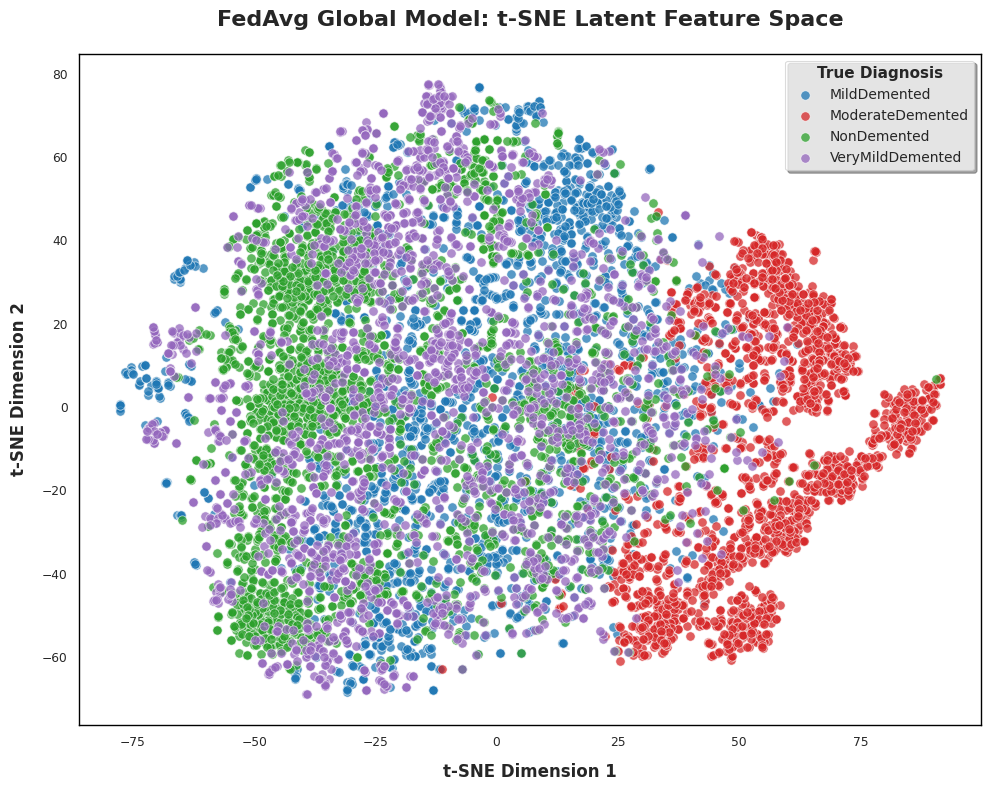 FedAvg Global Model: t-SNE Latent Feature Space
True Diagnosis
MildDemented
ModerateDemented
NonDemented
VeryMildDemented
t-SNE Dimension 2
80
60
40
20
0
−20
−40
−60
−75
−50
−25
0
25
50
75
t-SNE Dimension 1